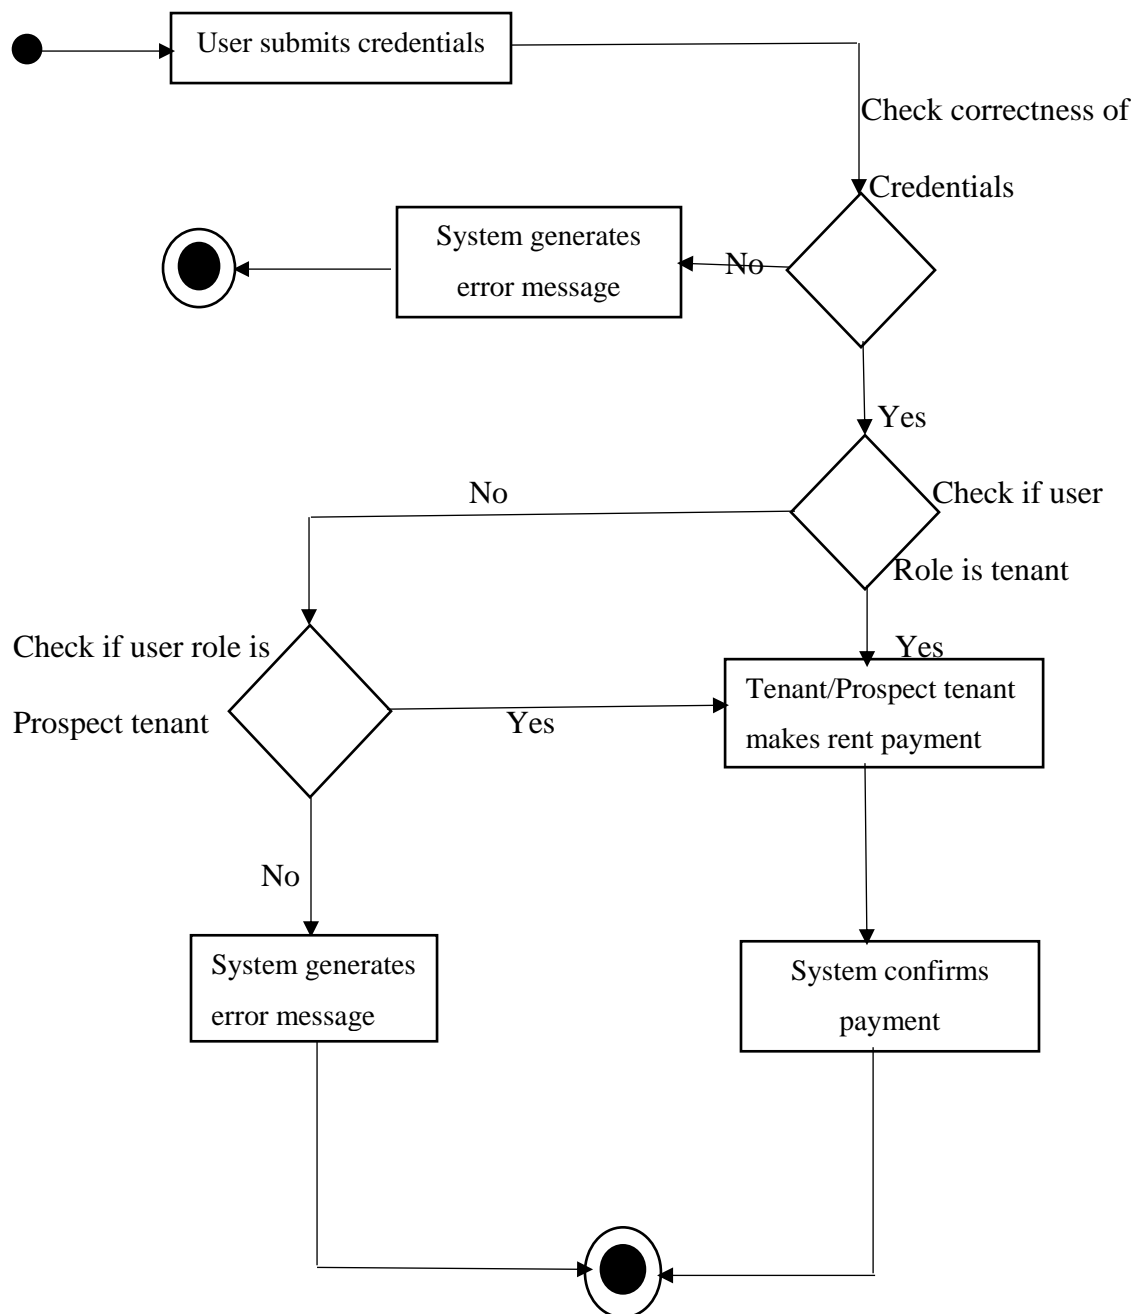 User submits credentials
Check correctness of
Credentials
System generates
error message
No
Yes
No
Check if user
Role is tenant
Check if user role is
Yes
Tenant/Prospect tenant
Prospect tenant
Yes
makes rent payment
No
System generates
error message
System confirms
payment